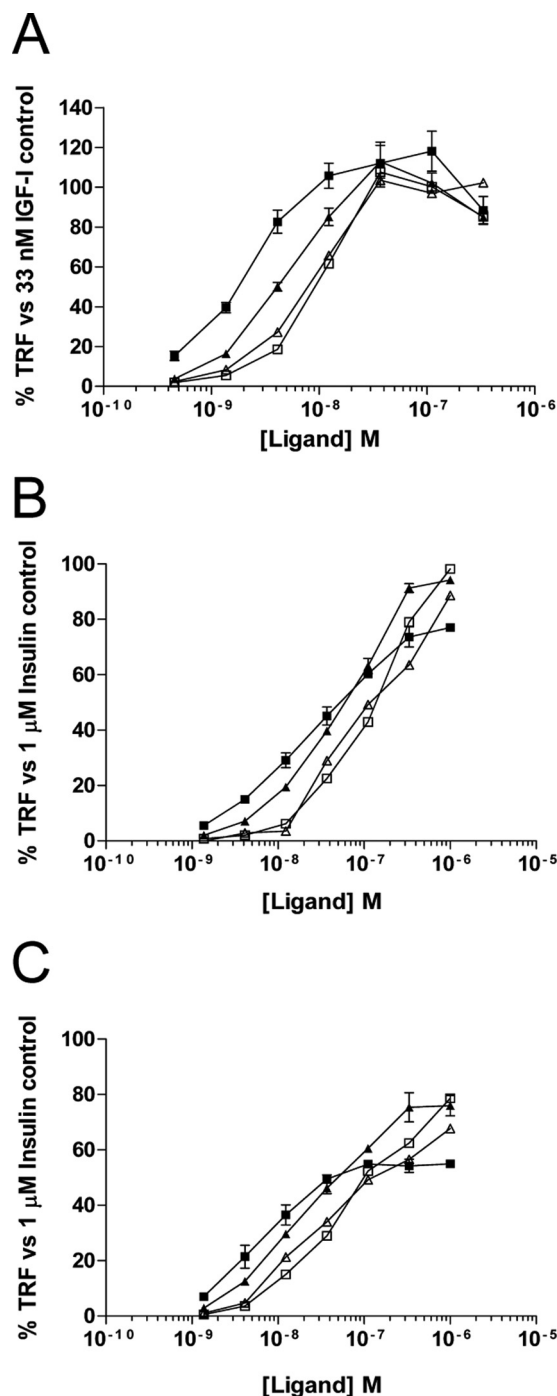 A
% TRF vs 33 nM IGF-I control
140
120
100
80
60
40
20
0
10-10 10-9 10-8 10-7 10-6
[Ligand] M
B
% TRF vs 1 μM Insulin control
100
80
60
40
20
0
10-10 10-9 10-8 10-7 10-6 10-5
[Ligand] M
C
% TRF vs 1 μM Insulin control
100
80
60
40
20
0
10-10 10-9 10-8 10-7 10-6 10-5
[Ligand] M